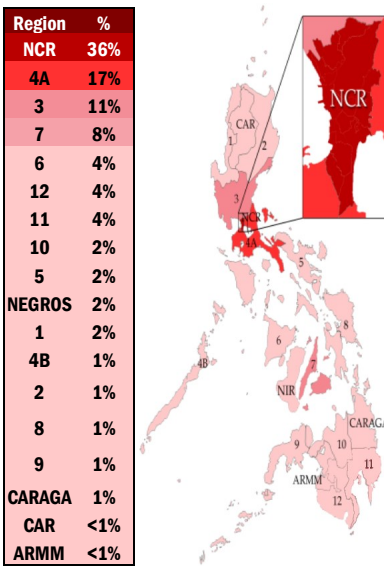 Region %
NCR 36%
4A 17%
3 11%
7 8%
6 4%
12 4%
11 4%
10 2%
5 2%
NEGROS 2%
1 2%
4B 1%
2 1%
8 1%
9 1%
CARAGA 1%
CAR <1%
ARMM <1%
NCR
CAR
1
2
3
NCR
4A
5
6
8
4B
7
NIR
CARAGA
9
10
11
ARMM
12